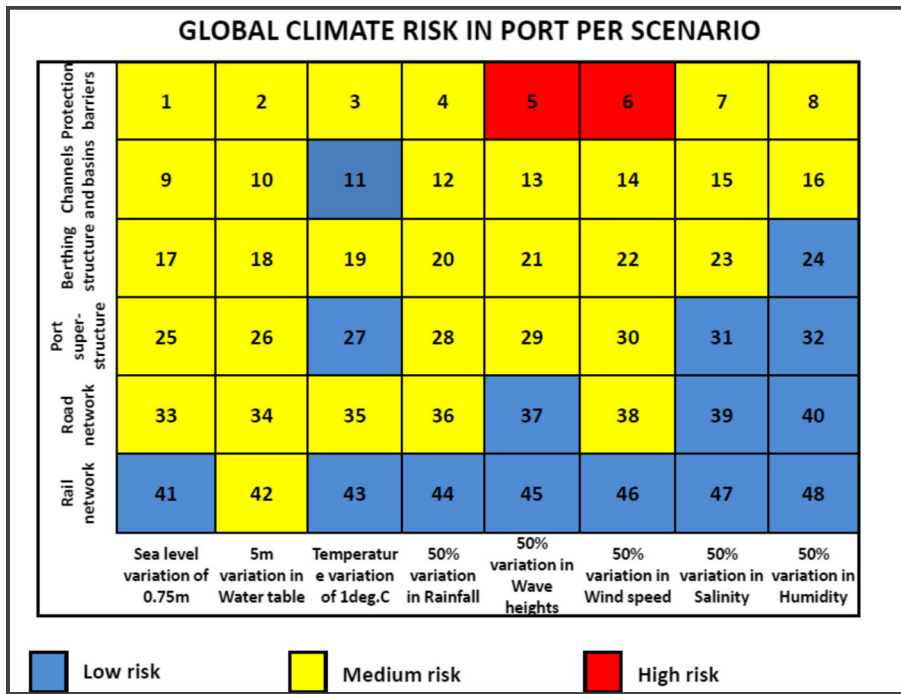 GLOBAL CLIMATE RISK IN PORT PER SCENARIO
Protection
barriers
1 2 3 4 5 6 7 8
Channels
and basins
9 10 11 12 13 14 15 16
Berthing
structure
17 18 19 20 21 22 23 24
Port
super-
structure
25 26 27 28 29 30 31 32
Road
network
33 34 35 36 37 38 39 40
Rail
network
41 42 43 44 45 46 47 48
Sea level
variation of
0.75m
5m
variation in
Water table
Temperatur
e variation
of 1deg.C
50%
variation
in Rainfall
50%
variation in
Wave
heights
50%
variation in
Wind speed
50%
variation in
Salinity
50%
variation in
Humidity
Low risk
Medium risk
High risk